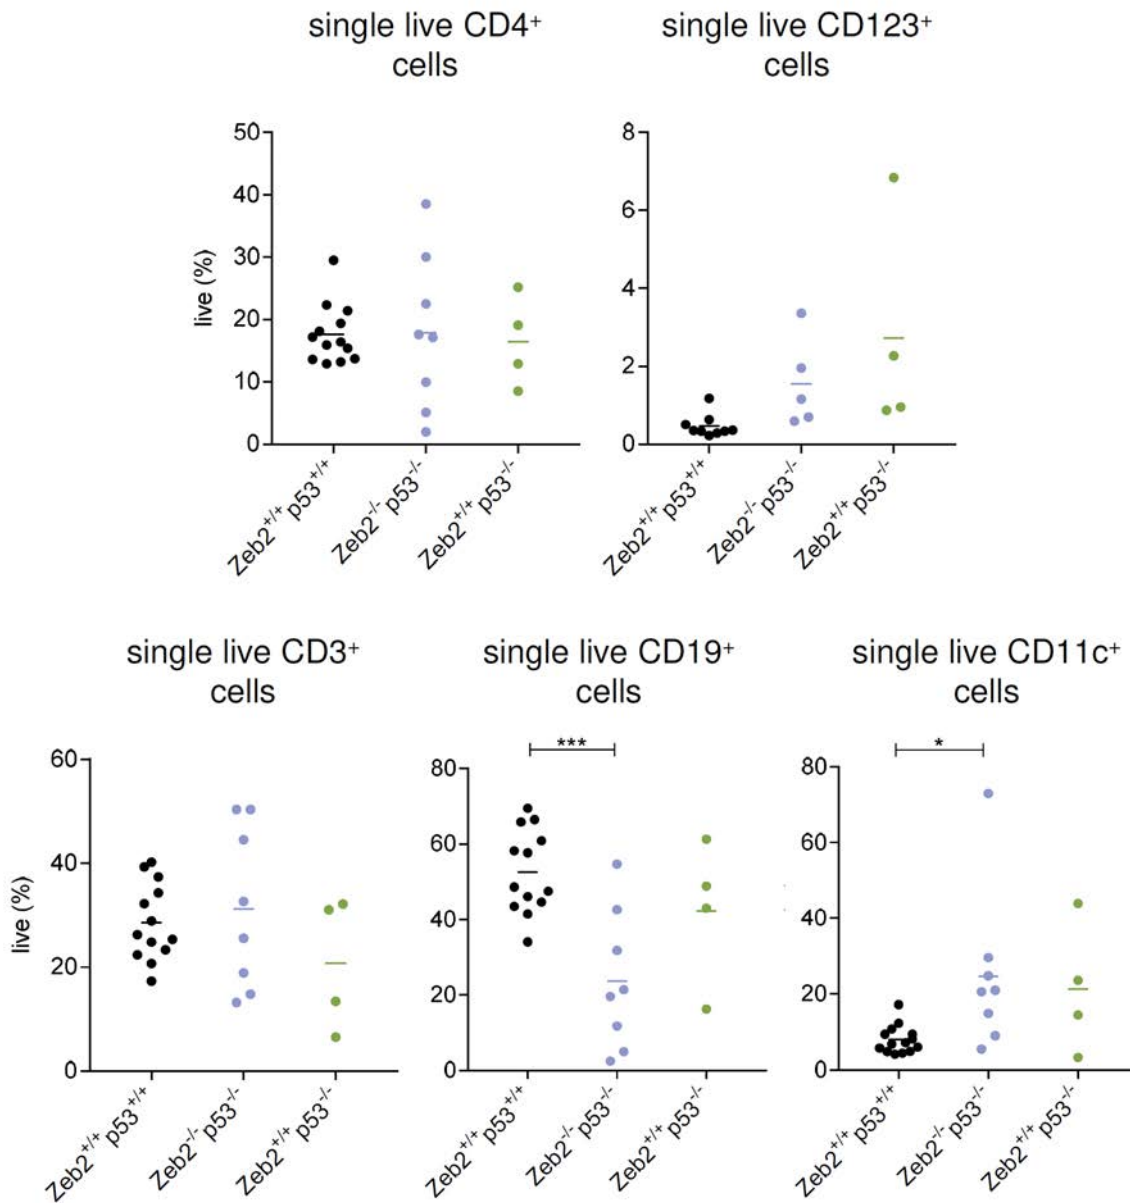 single live CD4⁺
cells
single live CD123⁺
cells
live (%)
50
40
30
20
10
0
8
6
4
2
0
Zeb2⁺/⁺ p53⁺/⁺
Zeb2⁻/⁻ p53⁻/⁻
Zeb2⁺/⁺ p53⁻/⁻
Zeb2⁺/⁺ p53⁺/⁺
Zeb2⁻/⁻ p53⁻/⁻
Zeb2⁺/⁺ p53⁻/⁻
single live CD3⁺
cells
single live CD19⁺
cells
single live CD11c⁺
cells
live (%)
60
40
20
0
***
80
60
40
20
0
*
80
60
40
20
0
Zeb2⁺/⁺ p53⁺/⁺
Zeb2⁻/⁻ p53⁻/⁻
Zeb2⁺/⁺ p53⁻/⁻
Zeb2⁺/⁺ p53⁺/⁺
Zeb2⁻/⁻ p53⁻/⁻
Zeb2⁺/⁺ p53⁻/⁻
Zeb2⁺/⁺ p53⁺/⁺
Zeb2⁻/⁻ p53⁻/⁻
Zeb2⁺/⁺ p53⁻/⁻